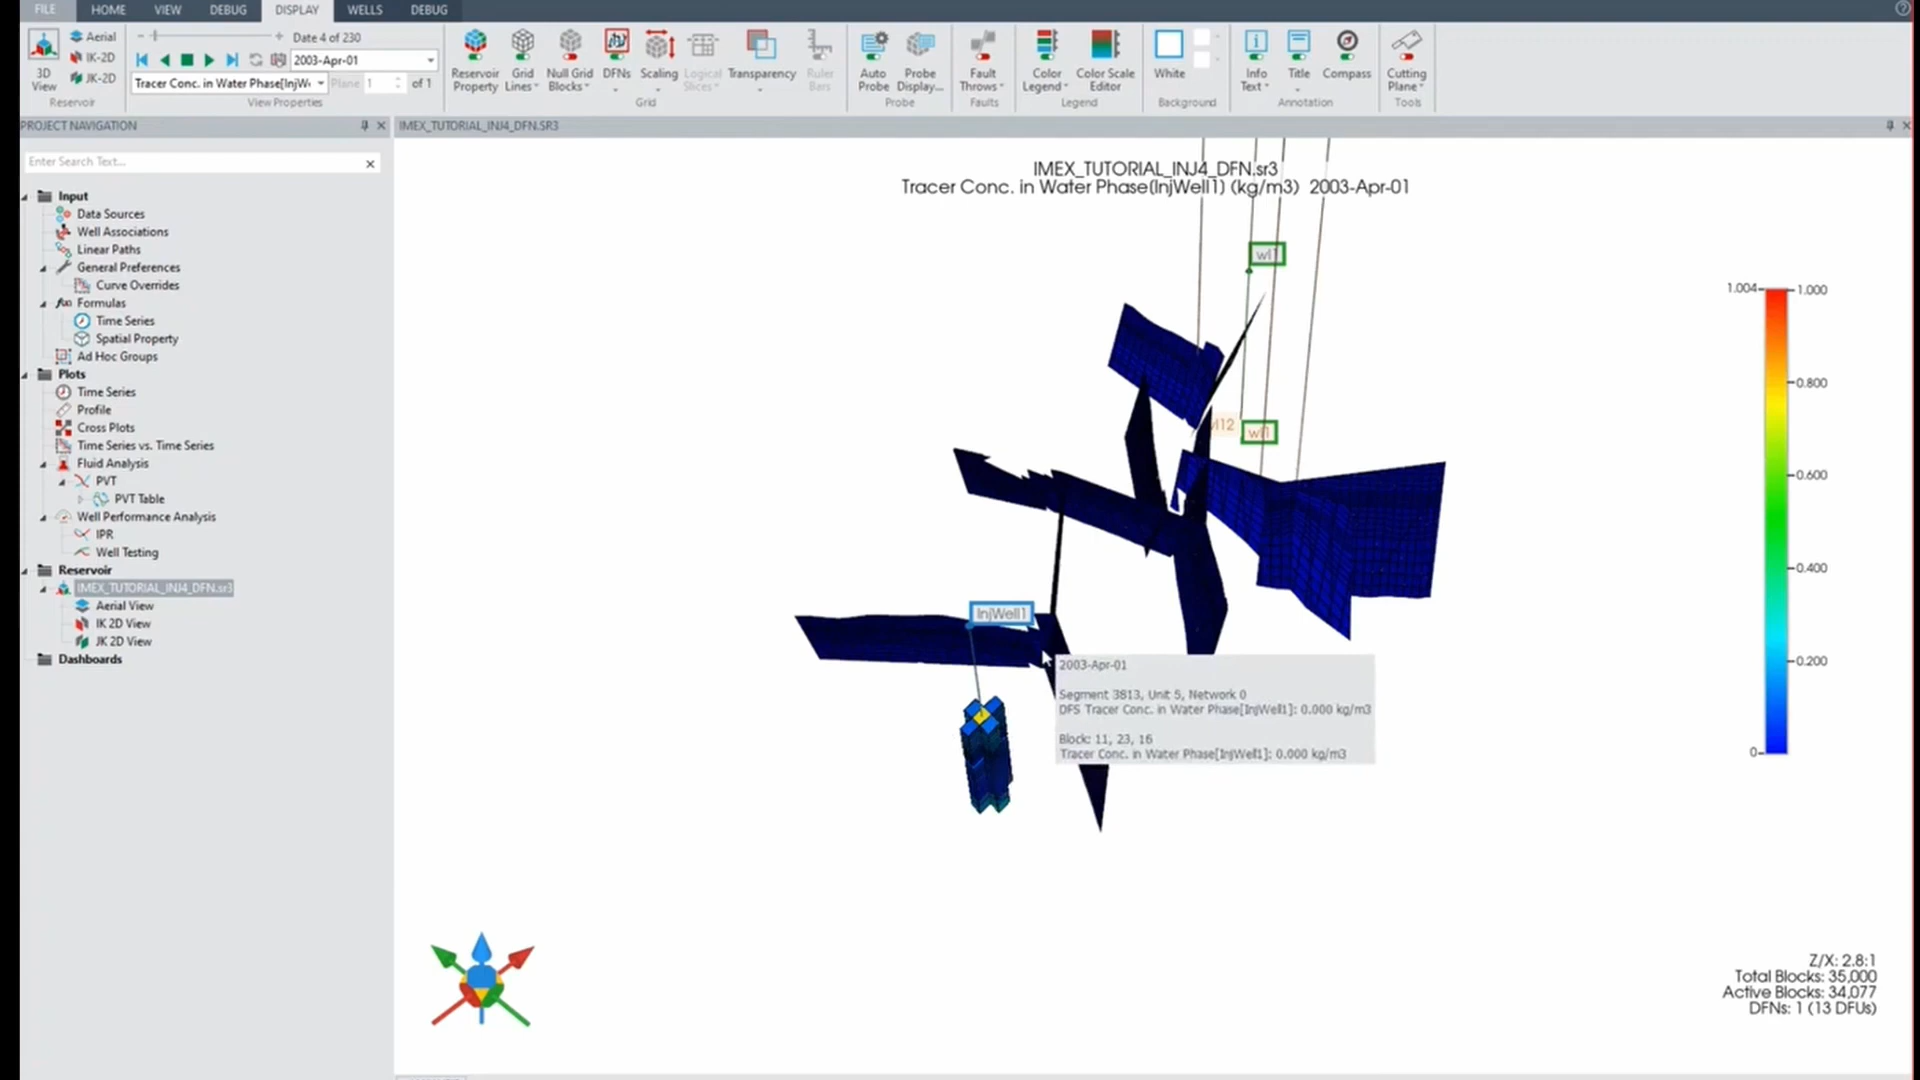 FILE HOME VIEW DEBUG DISPLAY WELLS DEBUG
3D View
Aerial
IK-2D
JK-2D
Reservoir
Date 4 of 230
2003-Apr-01
Tracer Conc. in Water Phase[InjW
Plane 1 of 1
View Properties
Reservoir Property
Grid Lines
Null Grid Blocks
DFNs
Scaling
Logical Slices
Transparency
Ruler Bars
Grid
Auto Probe
Probe Display...
Probe
Fault Throws
Faults
Color Legend
Color Scale Editor
Legend
White
Background
Info Text
Title
Compass
Annotation
Cutting Plane
Tools
PROJECT NAVIGATION
IMEX_TUTORIAL_INJ4_DFN.SR3
Enter Search Text...
Input
Data Sources
Well Associations
Linear Paths
General Preferences
Curve Overrides
Formulas
Time Series
Spatial Property
Ad Hoc Groups
Plots
Time Series
Profile
Cross Plots
Time Series vs. Time Series
Fluid Analysis
PVT
PVT Table
Well Performance Analysis
IPR
Well Testing
Reservoir
IMEX_TUTORIAL_INJ4_DFN.sr3
Aerial View
IK 2D View
JK 2D View
Dashboards
IMEX_TUTORIAL_INJ4_DFN.sr3
Tracer Conc. in Water Phase[InjWell1] (kg/m3) 2003-Apr-01
InjWell1
2003-Apr-01
Segment 3813, Unit 5, Network 0
DFS Tracer Conc. in Water Phase[InjWell1]: 0.000 kg/m3
Block: 11, 23, 16
Tracer Conc. in Water Phase[InjWell1]: 0.000 kg/m3
1.004 1.000
0.800
0.600
0.400
0.200
0
Z/X: 2.8:1
Total Blocks: 35,000
Active Blocks: 34,077
DFNs: 1 (13 DFUs)